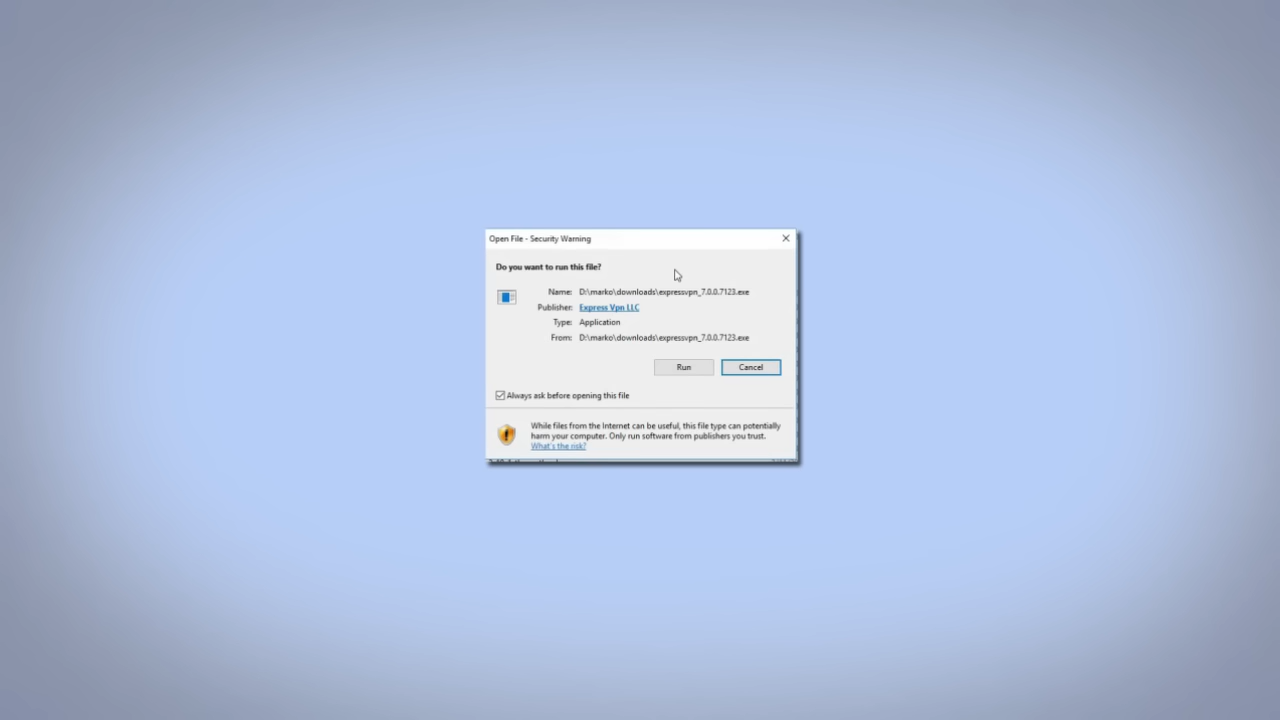 Open File - Security Warning
Do you want to run this file?
Name: D:\marko\downloads\expressvpn_7.0.0.7123.exe
Publisher: Express Vpn LLC
Type: Application
From: D:\marko\downloads\expressvpn_7.0.0.7123.exe
Run Cancel
Always ask before opening this file
While files from the Internet can be useful, this file type can potentially
harm your computer. Only run software from publishers you trust.
What's the risk?